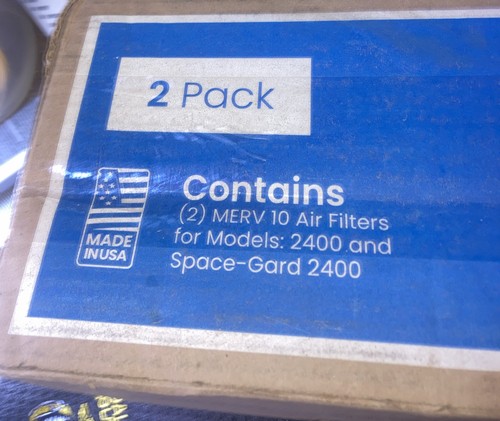 2 Pack
MADE
IN USA
Contains
(2) MERV 10 Air Filters
for Models: 2400 and
Space-Gard 2400